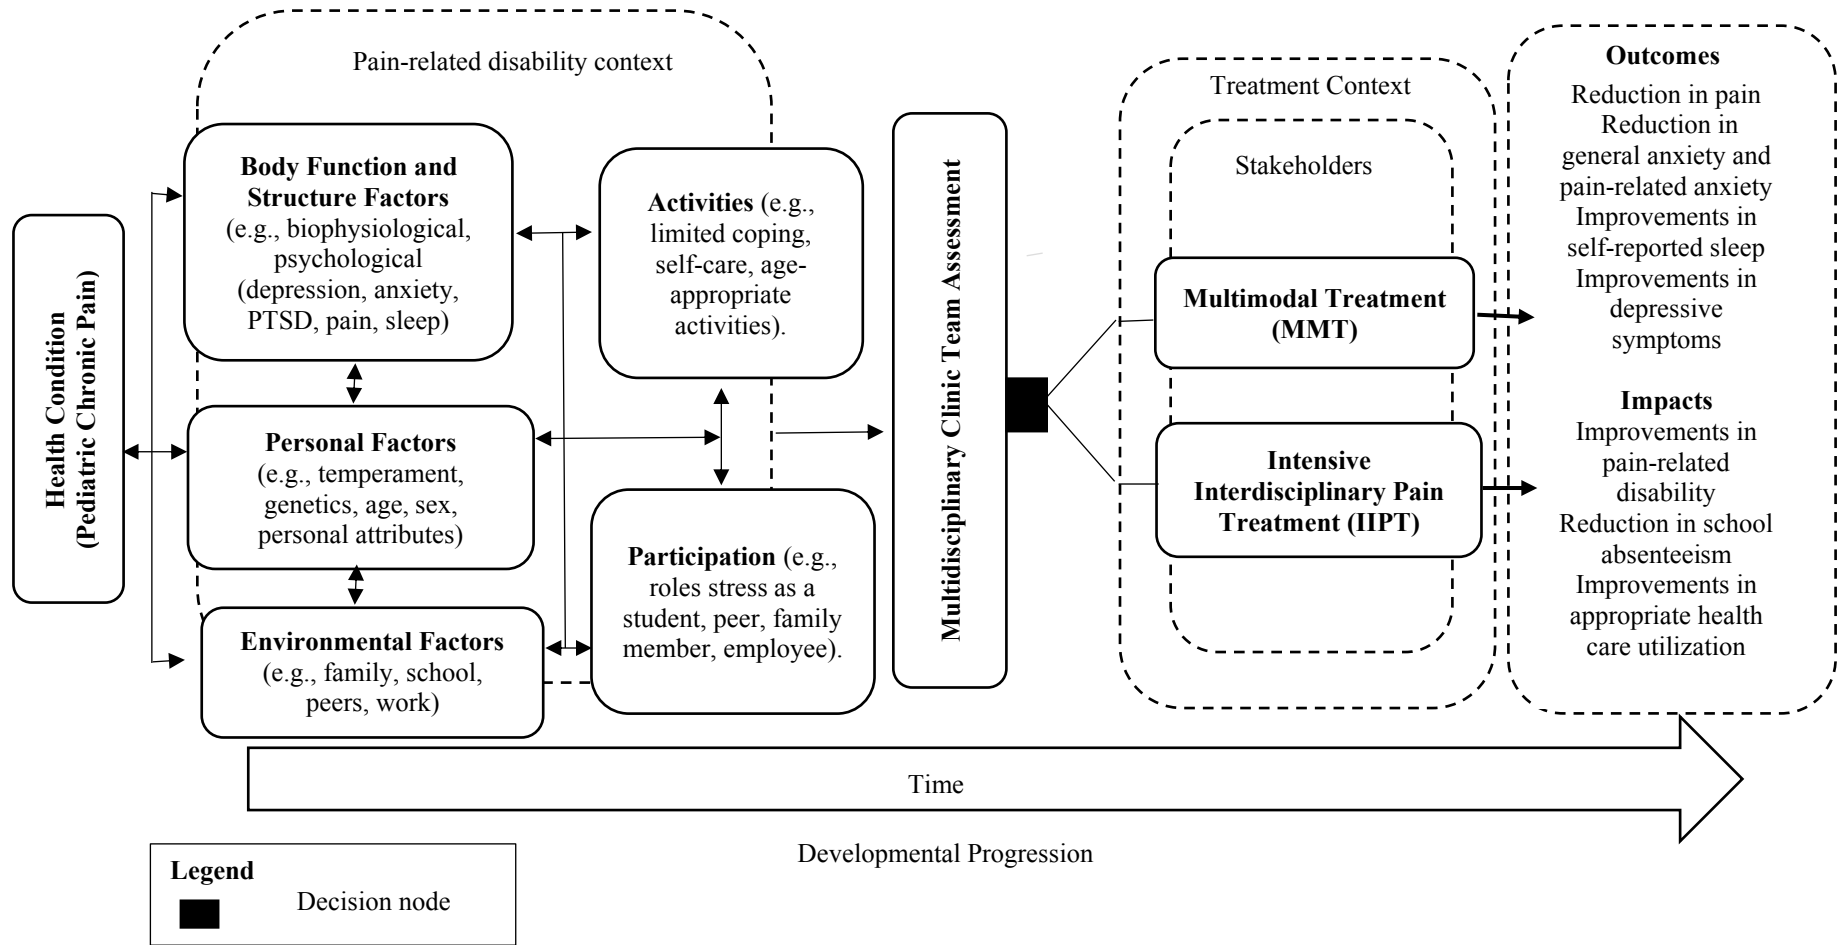 Pain-related disability context
Health Condition
(Pediatric Chronic Pain)
Body Function and
Structure Factors
(e.g., biophysiological,
psychological
(depression, anxiety,
PTSD, pain, sleep)
Personal Factors
(e.g., temperament,
genetics, age, sex,
personal attributes)
Environmental Factors
(e.g., family, school,
peers, work)
Activities (e.g.,
limited coping,
self-care, age-
appropriate
activities).
Participation (e.g.,
roles stress as a
student, peer, family
member, employee).
Multidisciplinary Clinic Team Assessment
Treatment Context
Stakeholders
Multimodal Treatment
(MMT)
Intensive
Interdisciplinary Pain
Treatment (IIPT)
Outcomes
Reduction in pain
Reduction in
general anxiety and
pain-related anxiety
Improvements in
self-reported sleep
Improvements in
depressive
symptoms
Impacts
Improvements in
pain-related
disability
Reduction in school
absenteeism
Improvements in
appropriate health
care utilization
Time
Developmental Progression
Legend
Decision node